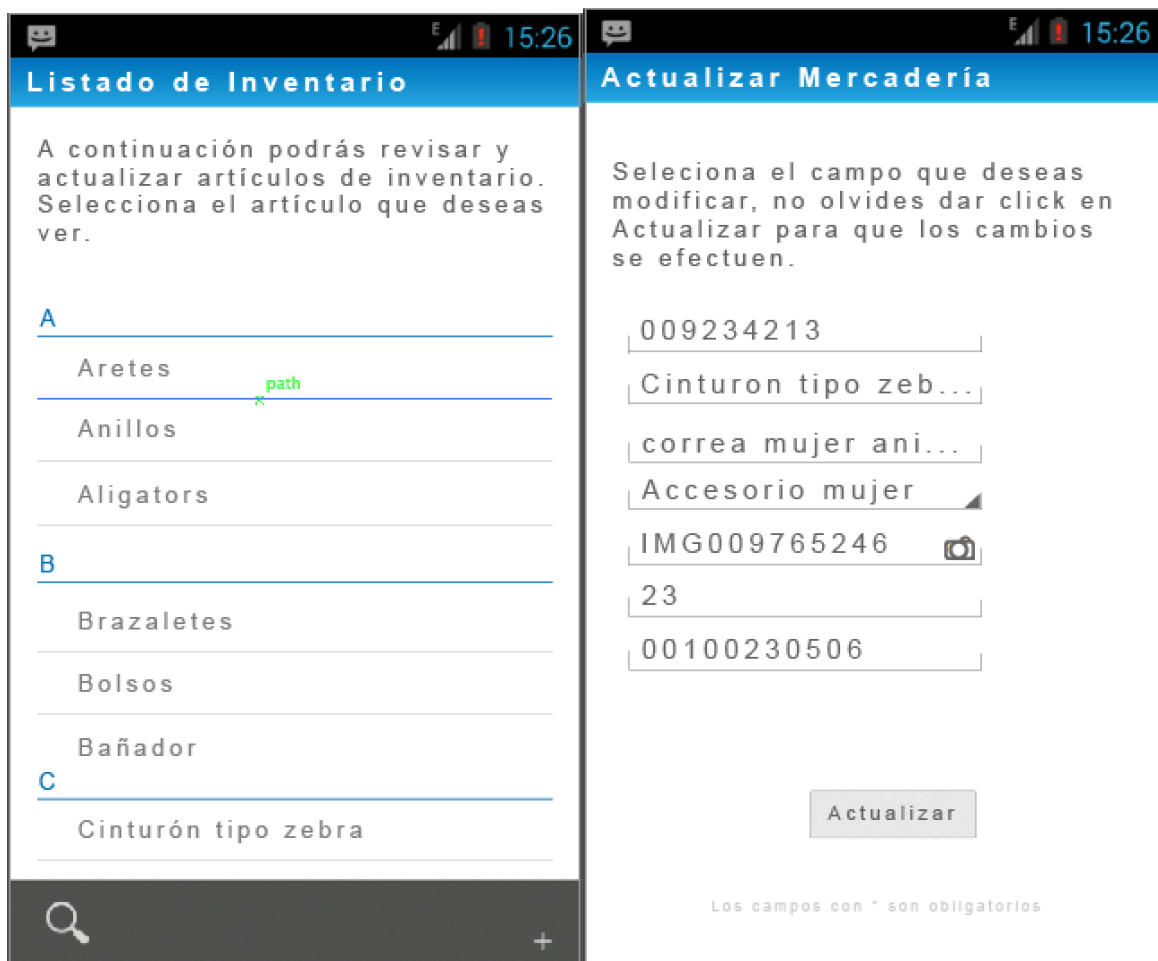 E 15:26
Listado de Inventario
A continuación podrás revisar y
actualizar artículos de inventario.
Selecciona el artículo que deseas
ver.
A
Aretes
path
Anillos
Aligators
B
Brazaletes
Bolsos
Bañador
C
Cinturón tipo zebra
+
E 15:26
Actualizar Mercadería
Seleciona el campo que deseas
modificar, no olvides dar click en
Actualizar para que los cambios
se efectuen.
009234213
Cinturon tipo zeb...
correa mujer ani...
Accesorio mujer
IMG009765246
23
00100230506
Actualizar
Los campos con * son obligatorios